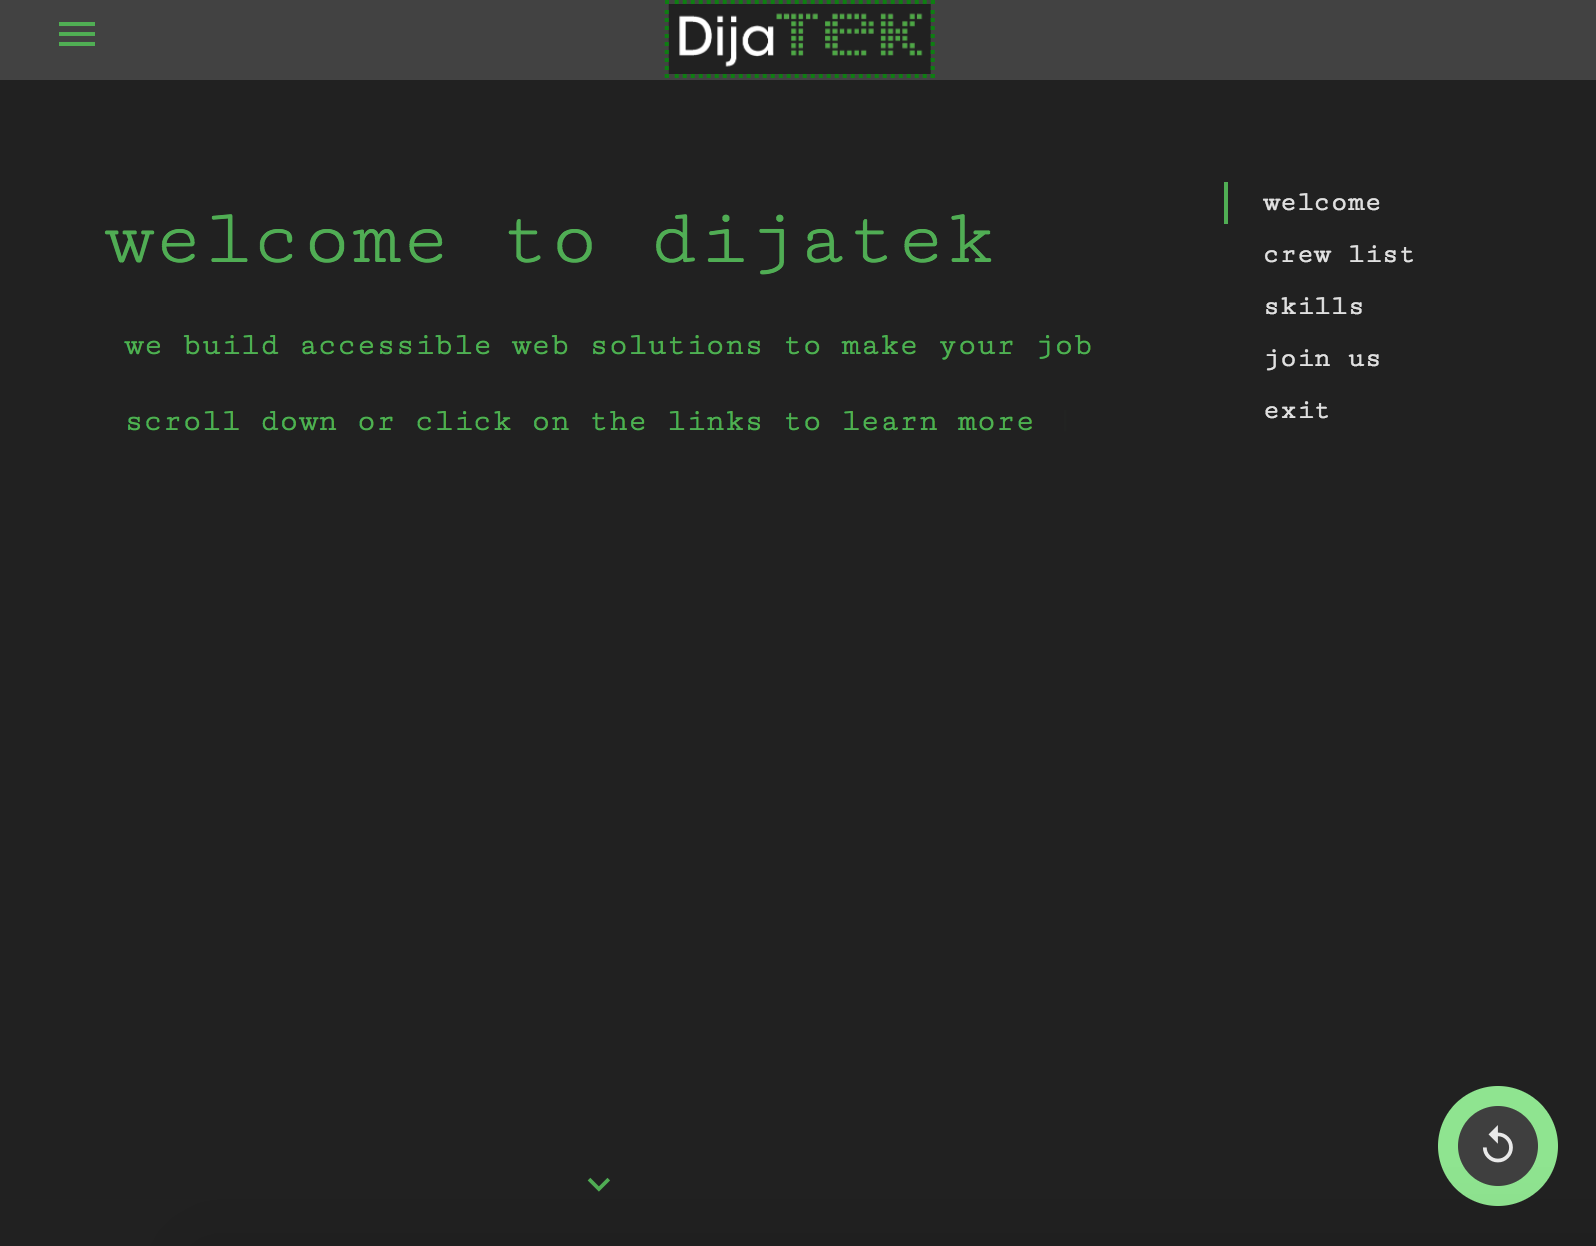 DijaTEK
welcome to dijatek
we build accessible web solutions to make your job
scroll down or click on the links to learn more
welcome
crew list
skills
join us
exit